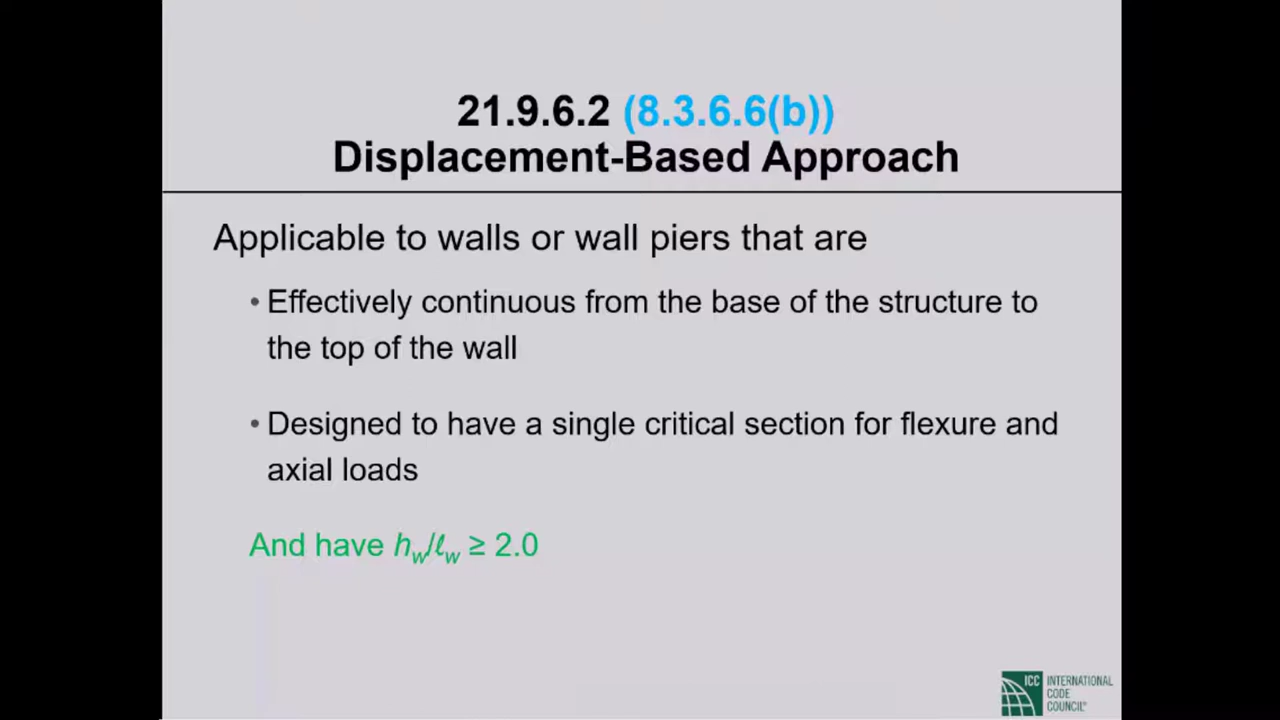 21.9.6.2 (8.3.6.6(b))
Displacement-Based Approach
Applicable to walls or wall piers that are
• Effectively continuous from the base of the structure to
the top of the wall
• Designed to have a single critical section for flexure and
axial loads
And have hw/ℓw ≥ 2.0
ICC INTERNATIONAL
CODE
COUNCIL®